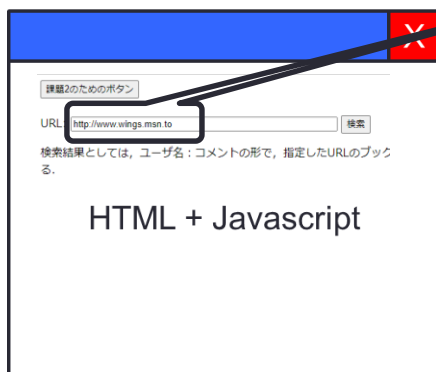 X
課題2のためのボタン
URL: http://www.wings.msn.to 検索
検索結果としては，ユーザ名：コメントの形で，指定したURLのブック
る．
HTML + Javascript